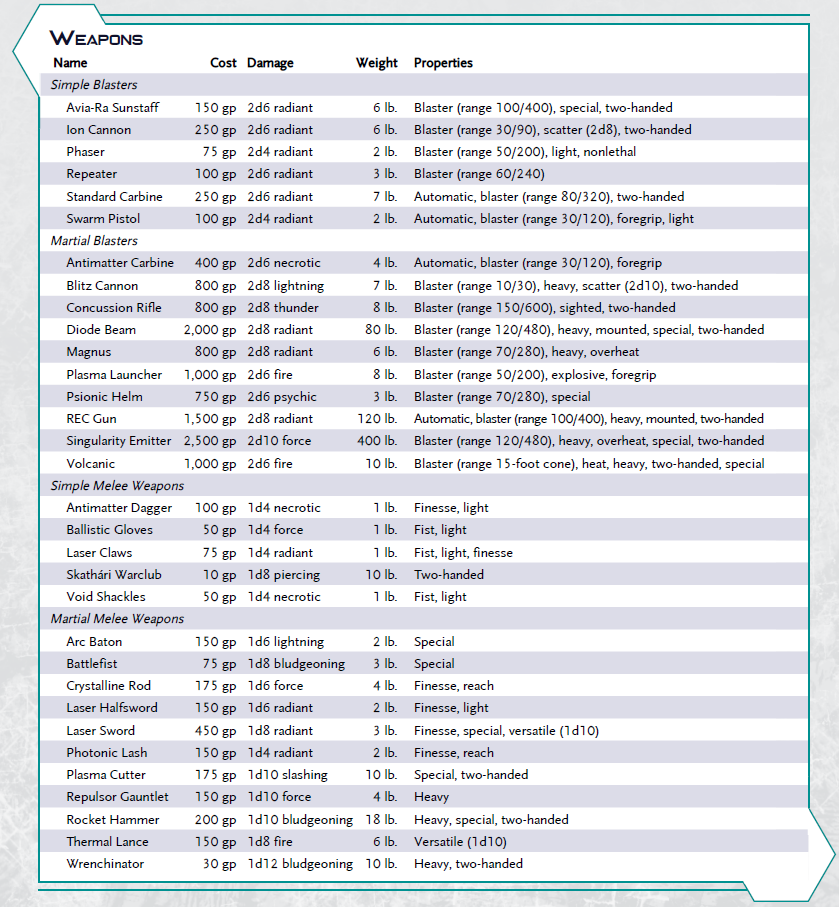 Weapons
Name Cost Damage Weight Properties
Simple Blasters
Avia-Ra Sunstaff 150 gp 2d6 radiant 6 lb. Blaster (range 100/400), special, two-handed
Ion Cannon 250 gp 2d6 radiant 6 lb. Blaster (range 30/90), scatter (2d8), two-handed
Phaser 75 gp 2d4 radiant 2 lb. Blaster (range 50/200), light, nonlethal
Repeater 100 gp 2d6 radiant 3 lb. Blaster (range 60/240)
Standard Carbine 250 gp 2d6 radiant 7 lb. Automatic, blaster (range 80/320), two-handed
Swarm Pistol 100 gp 2d4 radiant 2 lb. Automatic, blaster (range 30/120), foregrip, light
Martial Blasters
Antimatter Carbine 400 gp 2d6 necrotic 4 lb. Automatic, blaster (range 30/120), foregrip
Blitz Cannon 800 gp 2d8 lightning 7 lb. Blaster (range 10/30), heavy, scatter (2d10), two-handed
Concussion Rifle 800 gp 2d8 thunder 8 lb. Blaster (range 150/600), sighted, two-handed
Diode Beam 2,000 gp 2d8 radiant 80 lb. Blaster (range 120/480), heavy, mounted, special, two-handed
Magnus 800 gp 2d8 radiant 6 lb. Blaster (range 70/280), heavy, overheat
Plasma Launcher 1,000 gp 2d6 fire 8 lb. Blaster (range 50/200), explosive, foregrip
Psionic Helm 750 gp 2d6 psychic 3 lb. Blaster (range 70/280), special
REC Gun 1,500 gp 2d8 radiant 120 lb. Automatic, blaster (range 100/400), heavy, mounted, two-handed
Singularity Emitter 2,500 gp 2d10 force 400 lb. Blaster (range 120/480), heavy, overheat, special, two-handed
Volcanic 1,000 gp 2d6 fire 10 lb. Blaster (range 15-foot cone), heat, heavy, two-handed, special
Simple Melee Weapons
Antimatter Dagger 100 gp 1d4 necrotic 1 lb. Finesse, light
Ballistic Gloves 50 gp 1d4 force 1 lb. Fist, light
Laser Claws 75 gp 1d4 radiant 1 lb. Fist, light, finesse
Skathári Warclub 10 gp 1d8 piercing 10 lb. Two-handed
Void Shackles 50 gp 1d4 necrotic 1 lb. Fist, light
Martial Melee Weapons
Arc Baton 150 gp 1d6 lightning 2 lb. Special
Battlefist 75 gp 1d8 bludgeoning 3 lb. Special
Crystalline Rod 175 gp 1d6 force 4 lb. Finesse, reach
Laser Halfsword 150 gp 1d6 radiant 2 lb. Finesse, light
Laser Sword 450 gp 1d8 radiant 3 lb. Finesse, special, versatile (1d10)
Photonic Lash 150 gp 1d4 radiant 2 lb. Finesse, reach
Plasma Cutter 175 gp 1d10 slashing 10 lb. Special, two-handed
Repulsor Gauntlet 150 gp 1d10 force 4 lb. Heavy
Rocket Hammer 200 gp 1d10 bludgeoning 18 lb. Heavy, special, two-handed
Thermal Lance 150 gp 1d8 fire 6 lb. Versatile (1d10)
Wrenchinator 30 gp 1d12 bludgeoning 10 lb. Heavy, two-handed